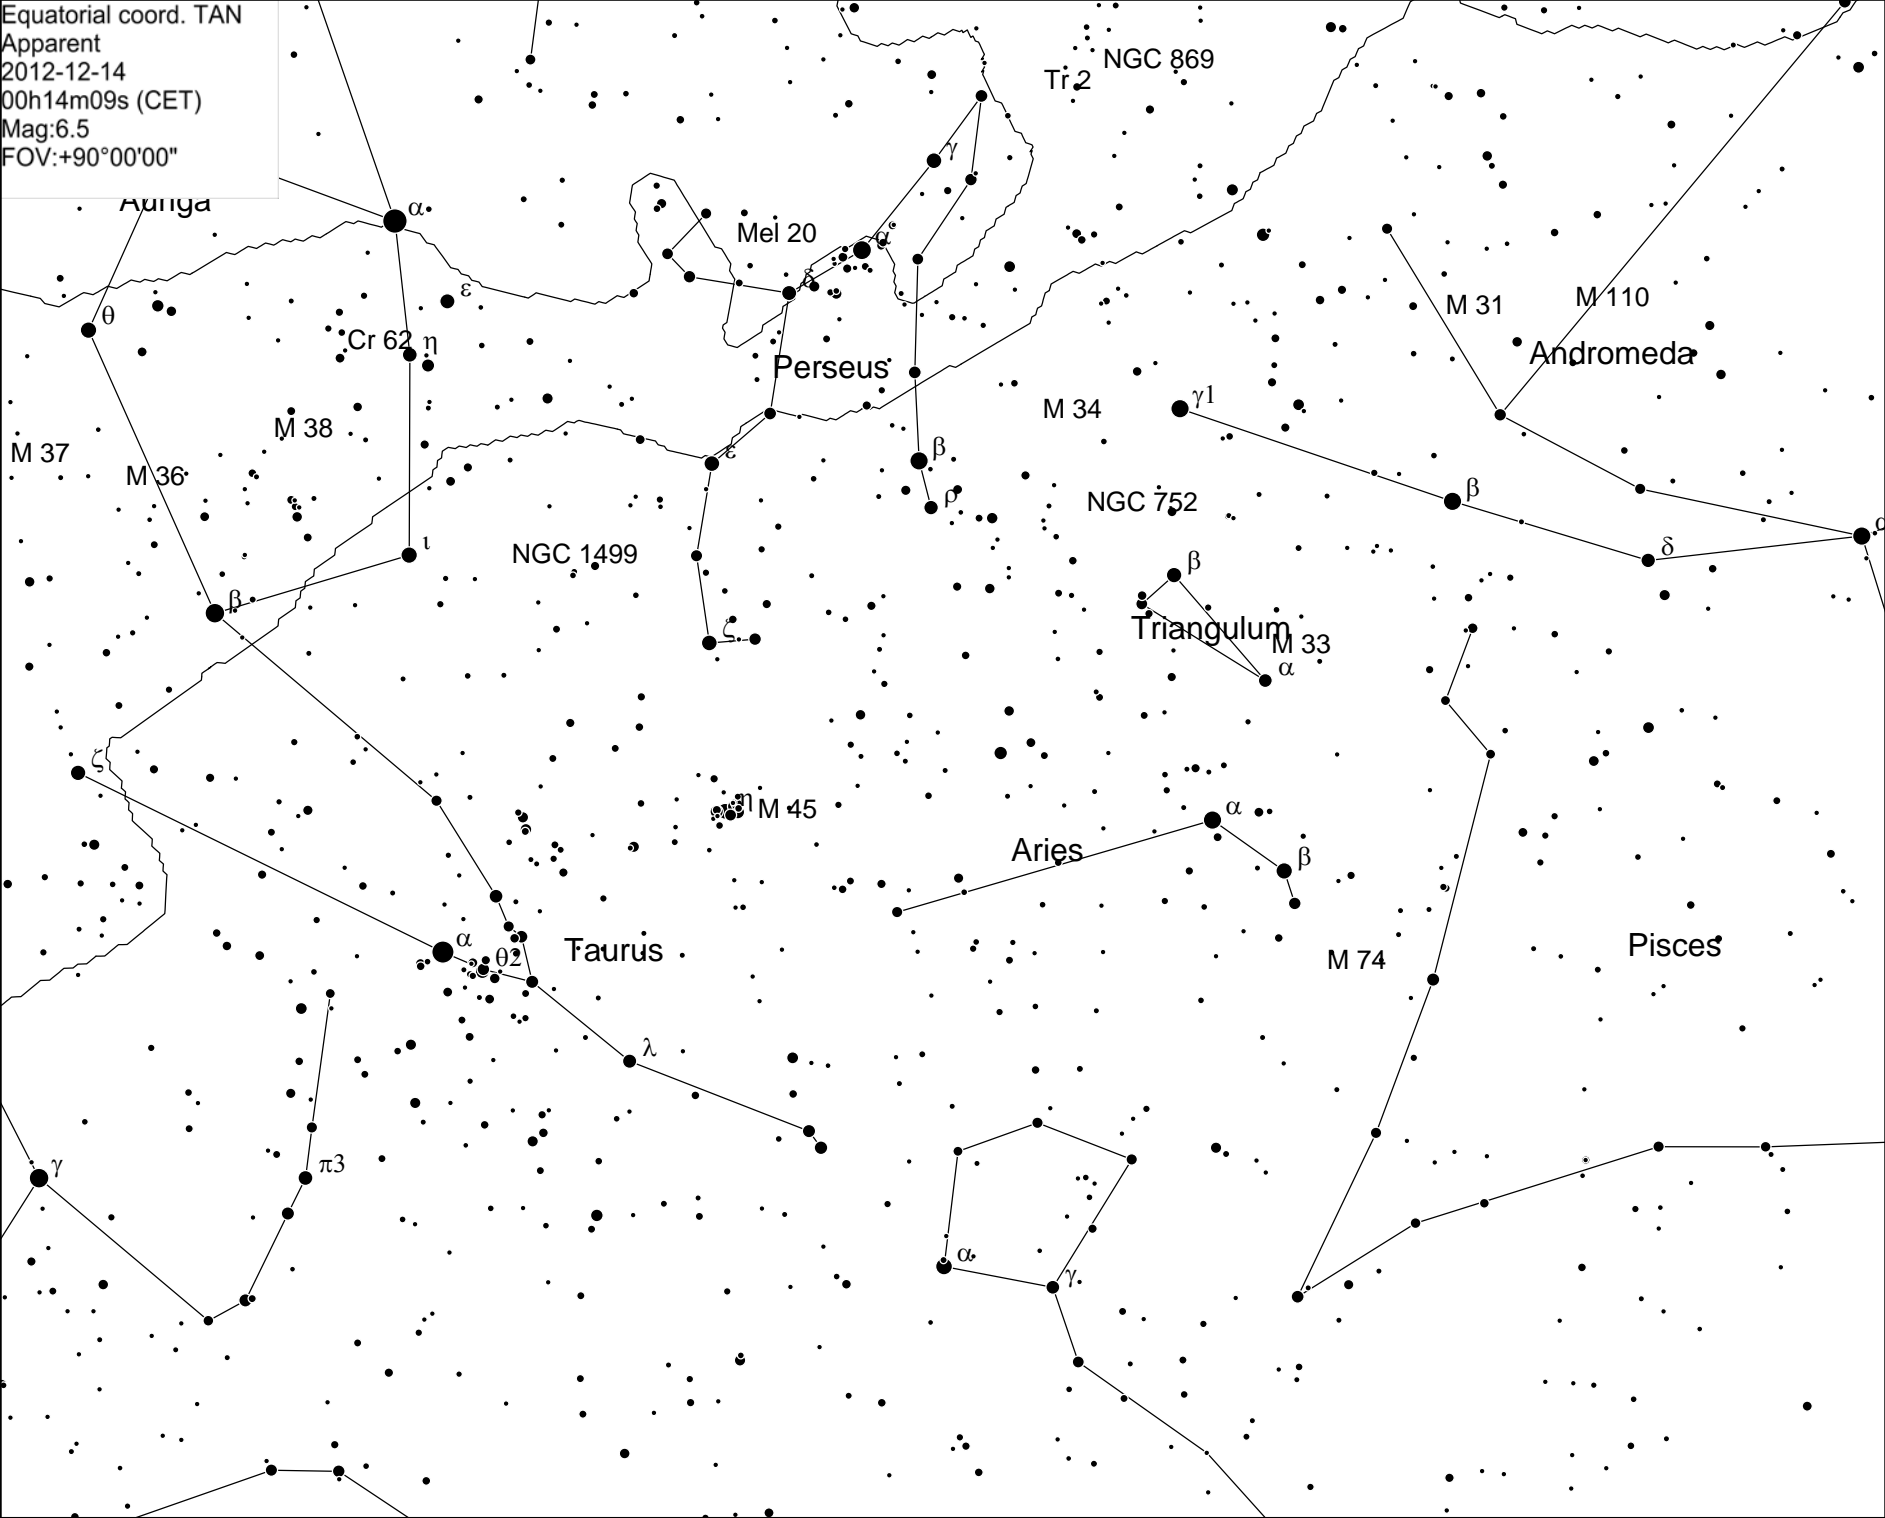 Equatorial coord. TAN
Apparent
2012-12-14
00h14m09s (CET)
Mag:6.5
FOV:+90°00'00"
NGC 869
Tr 2
γ
Auriga
α
Mel 20
α
δ
ε
M 31
M 110
θ
Cr 62
η
Perseus
Andromeda
M 34
γ1
M 38
M 37
M 36
ε
β
β
ρ
NGC 752
α
ι
NGC 1499
δ
β
β
ζ
Triangulum
M 33
α
ζ
η
M 45
α
Aries
β
α
θ2
Taurus
Pisces
M 74
λ
γ
π3
α
γ